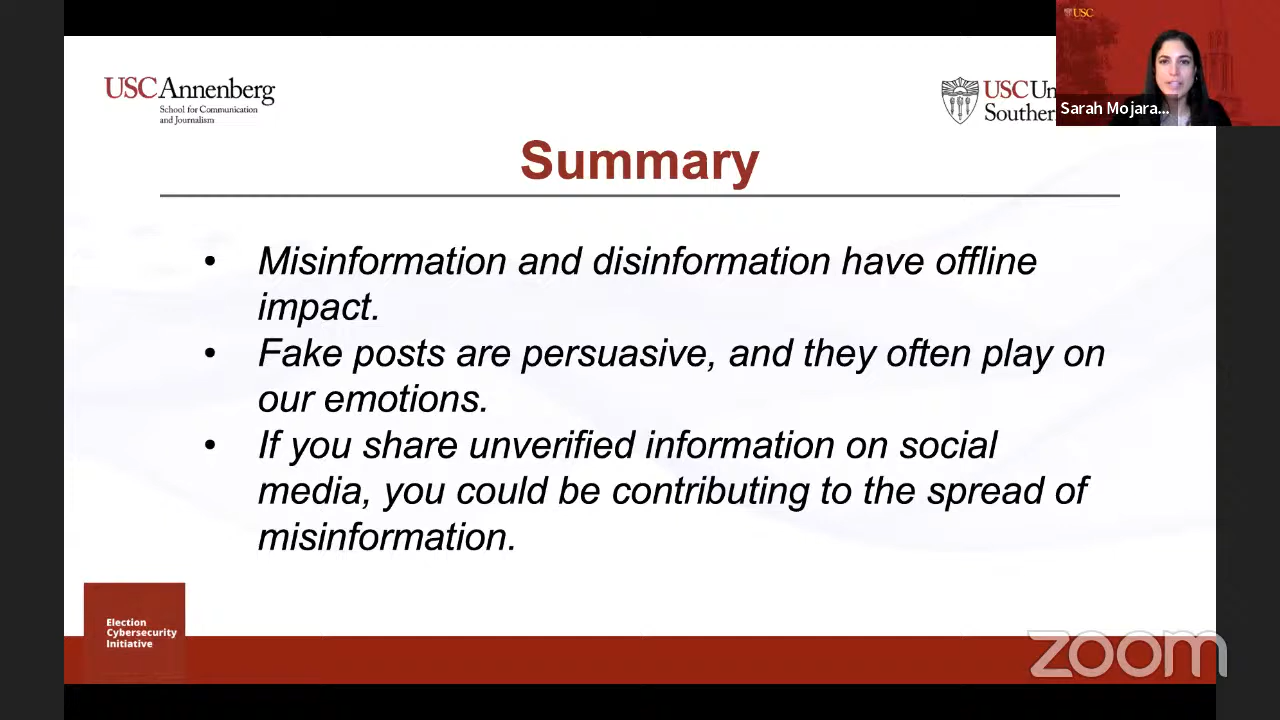 USC
USC Annenberg
School for Communication
and Journalism
USC Un
Souther
Sarah Mojara...
Summary
• Misinformation and disinformation have offline
impact.
• Fake posts are persuasive, and they often play on
our emotions.
• If you share unverified information on social
media, you could be contributing to the spread of
misinformation.
Election
Cybersecurity
Initiative
zoom